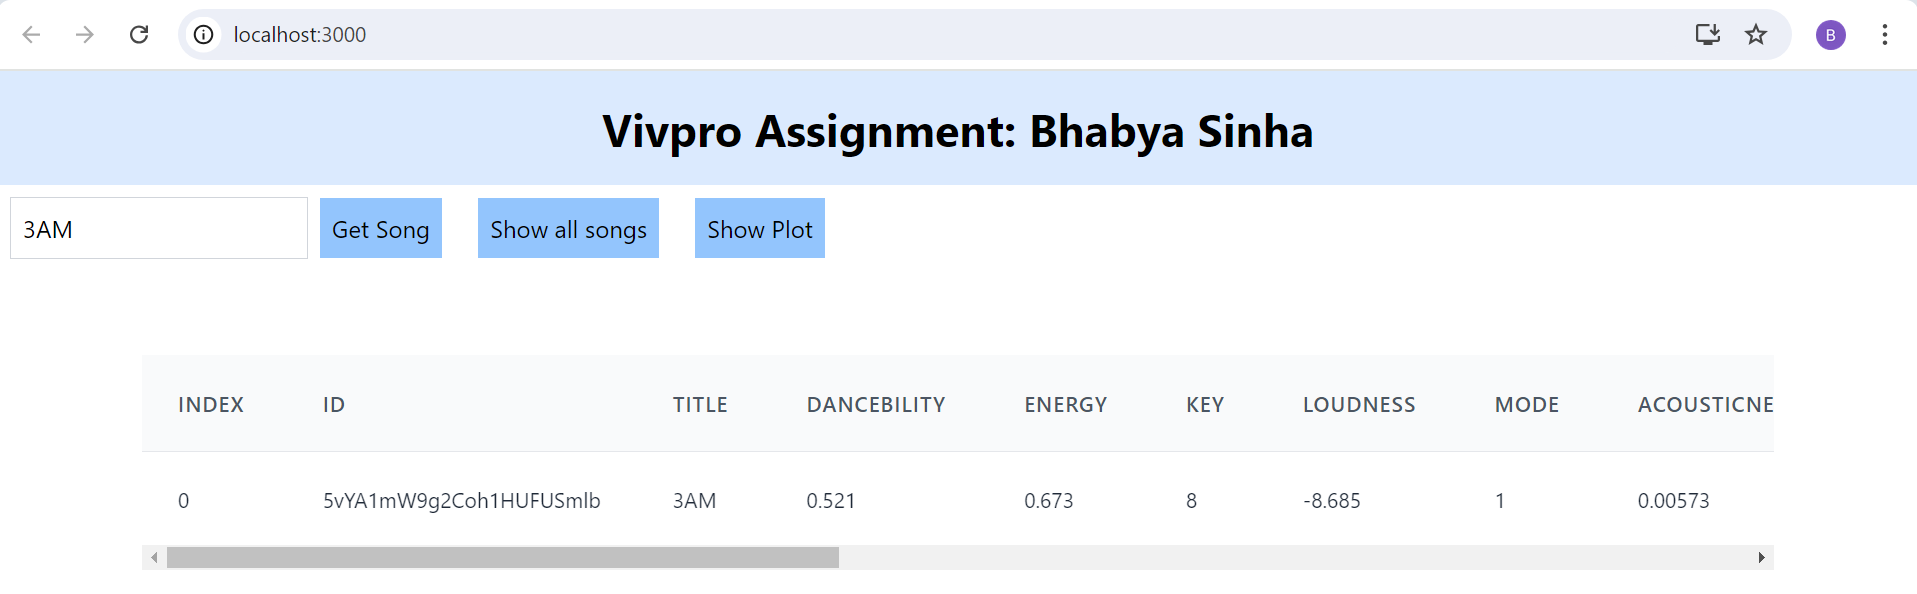 localhost:3000
B
Vivpro Assignment: Bhabya Sinha
3AM Get Song Show all songs Show Plot
INDEX ID TITLE DANCEBILITY ENERGY KEY LOUDNESS MODE ACOUSTICNE
0 5vYA1mW9g2Coh1HUFUSmlb 3AM 0.521 0.673 8 -8.685 1 0.00573